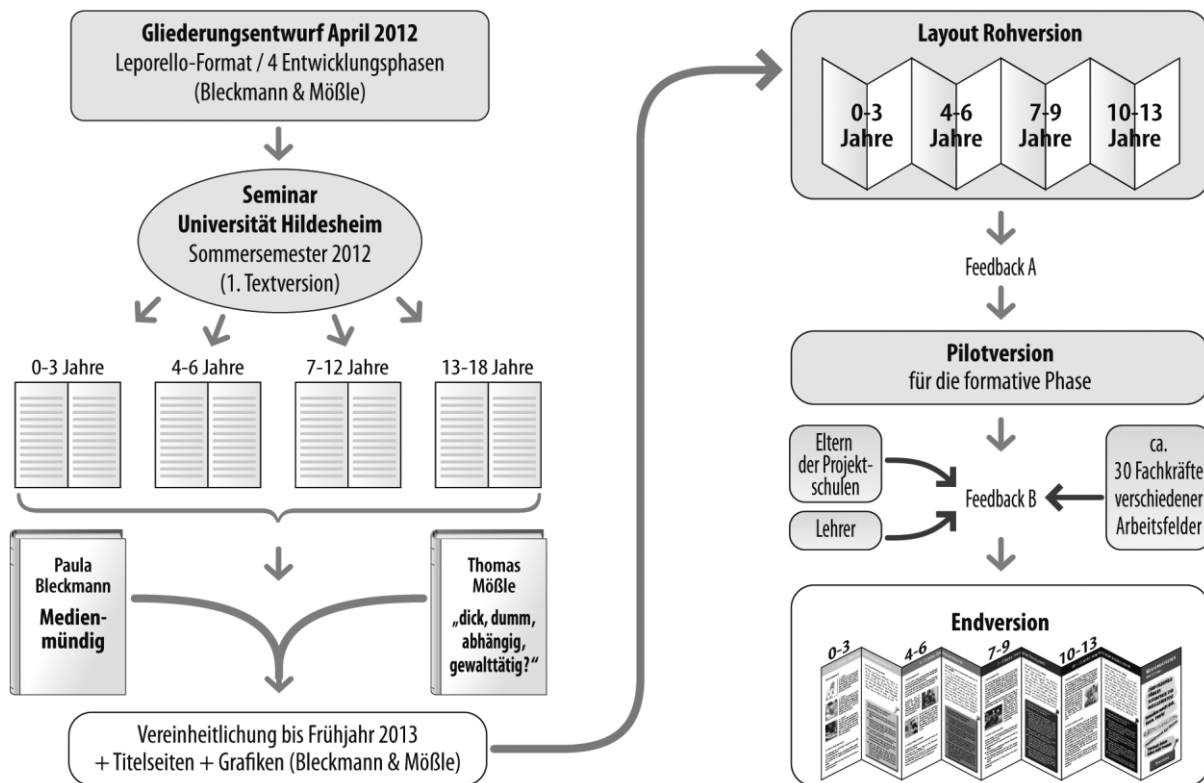 Gliederungsentwurf April 2012
Leporello-Format / 4 Entwicklungsphasen
(Bleckmann & Mößle)
Seminar
Universität Hildesheim
Sommersemester 2012
(1. Textversion)
0-3 Jahre
4-6 Jahre
7-12 Jahre
13-18 Jahre
Paula
Bleckmann
Medien-
mündig
Thomas
Mößle
„dick, dumm,
abhängig,
gewalttätig?“
Vereinheitlichung bis Frühjahr 2013
+ Titelseiten + Grafiken (Bleckmann & Mößle)
Layout Rohversion
0-3
Jahre
4-6
Jahre
7-9
Jahre
10-13
Jahre
Feedback A
Pilotversion
für die formative Phase
Eltern
der Projekt-
schulen
Lehrer
Feedback B
ca.
30 Fachkräfte
verschiedener
Arbeitsfelder
Endversion
0-3
4-6
7-9
10-13